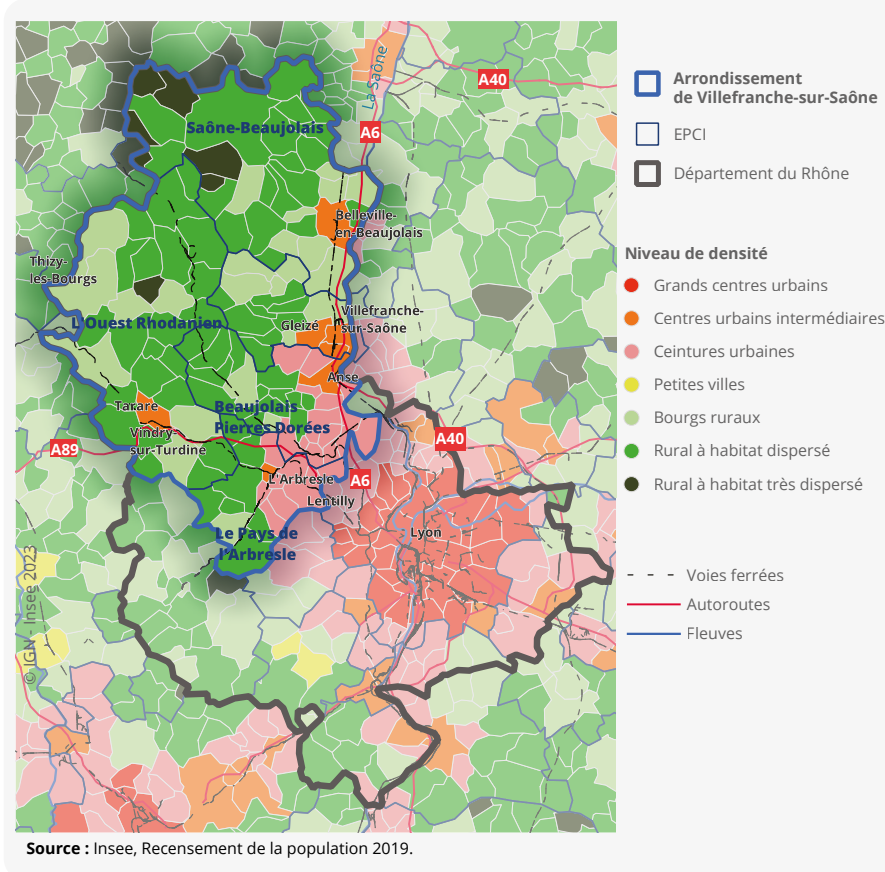 A40
La Saône
Saône-Beaujolais
A6
Belleville-
en-Beaujolais
Thizy-
les-Bourgs
L'Ouest Rhodanien
Gleizé
Villefranche-
sur-Saône
Anse
Tarare
Beaujolais
Pierres Dorées
Vindry-
sur-Turdine
A89
A40
L'Arbresle
A6
Lentilly
Le Pays de
l'Arbresle
Lyon
© IGN - Insee 2023
Arrondissement
de Villefranche-sur-Saône
EPCI
Département du Rhône
Niveau de densité
Grands centres urbains
Centres urbains intermédiaires
Ceintures urbaines
Petites villes
Bourgs ruraux
Rural à habitat dispersé
Rural à habitat très dispersé
Voies ferrées
Autoroutes
Fleuves
Source : Insee, Recensement de la population 2019.